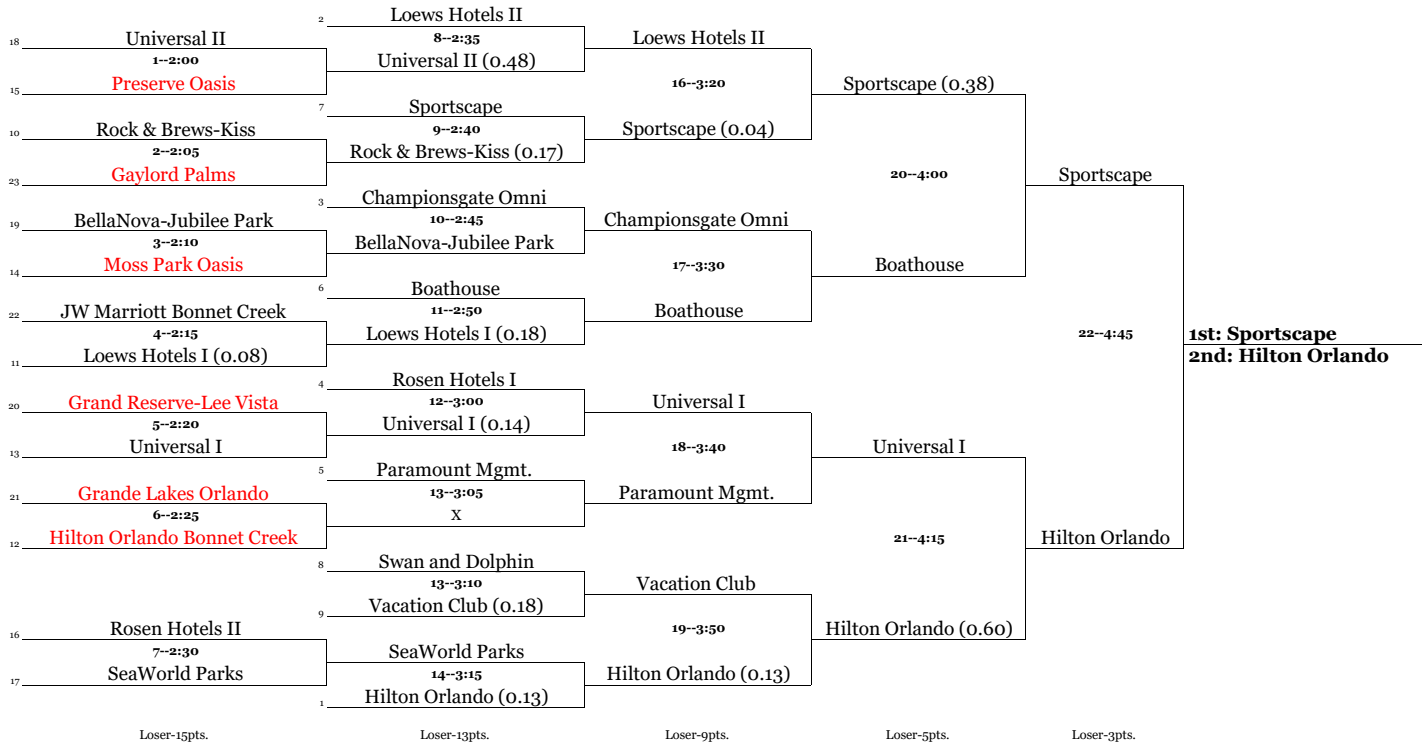 2
Loews Hotels II
18
Universal II
8--2:35
Loews Hotels II
1--2:00
Universal II (0.48)
15
Preserve Oasis
16--3:20
Sportscape (0.38)
7
Sportscape
10
Rock & Brews-Kiss
9--2:40
Sportscape (0.04)
2--2:05
Rock & Brews-Kiss (0.17)
23
Gaylord Palms
20--4:00
Sportscape
3
Championsgate Omni
19
BellaNova-Jubilee Park
10--2:45
Championsgate Omni
3--2:10
BellaNova-Jubilee Park
14
Moss Park Oasis
17--3:30
Boathouse
6
Boathouse
22
JW Marriott Bonnet Creek
11--2:50
Boathouse
4--2:15
Loews Hotels I (0.18)
22--4:45
1st: Sportscape
11
Loews Hotels I (0.08)
2nd: Hilton Orlando
4
Rosen Hotels I
20
Grand Reserve-Lee Vista
12--3:00
Universal I
5--2:20
Universal I (0.14)
13
Universal I
18--3:40
Universal I
5
Paramount Mgmt.
21
Grande Lakes Orlando
13--3:05
Paramount Mgmt.
6--2:25
X
12
Hilton Orlando Bonnet Creek
21--4:15
Hilton Orlando
8
Swan and Dolphin
13--3:10
Vacation Club
9
Vacation Club (0.18)
16
Rosen Hotels II
19--3:50
Hilton Orlando (0.60)
7--2:30
SeaWorld Parks
17
SeaWorld Parks
14--3:15
Hilton Orlando (0.13)
1
Hilton Orlando (0.13)
Loser-15pts.
Loser-13pts.
Loser-9pts.
Loser-5pts.
Loser-3pts.